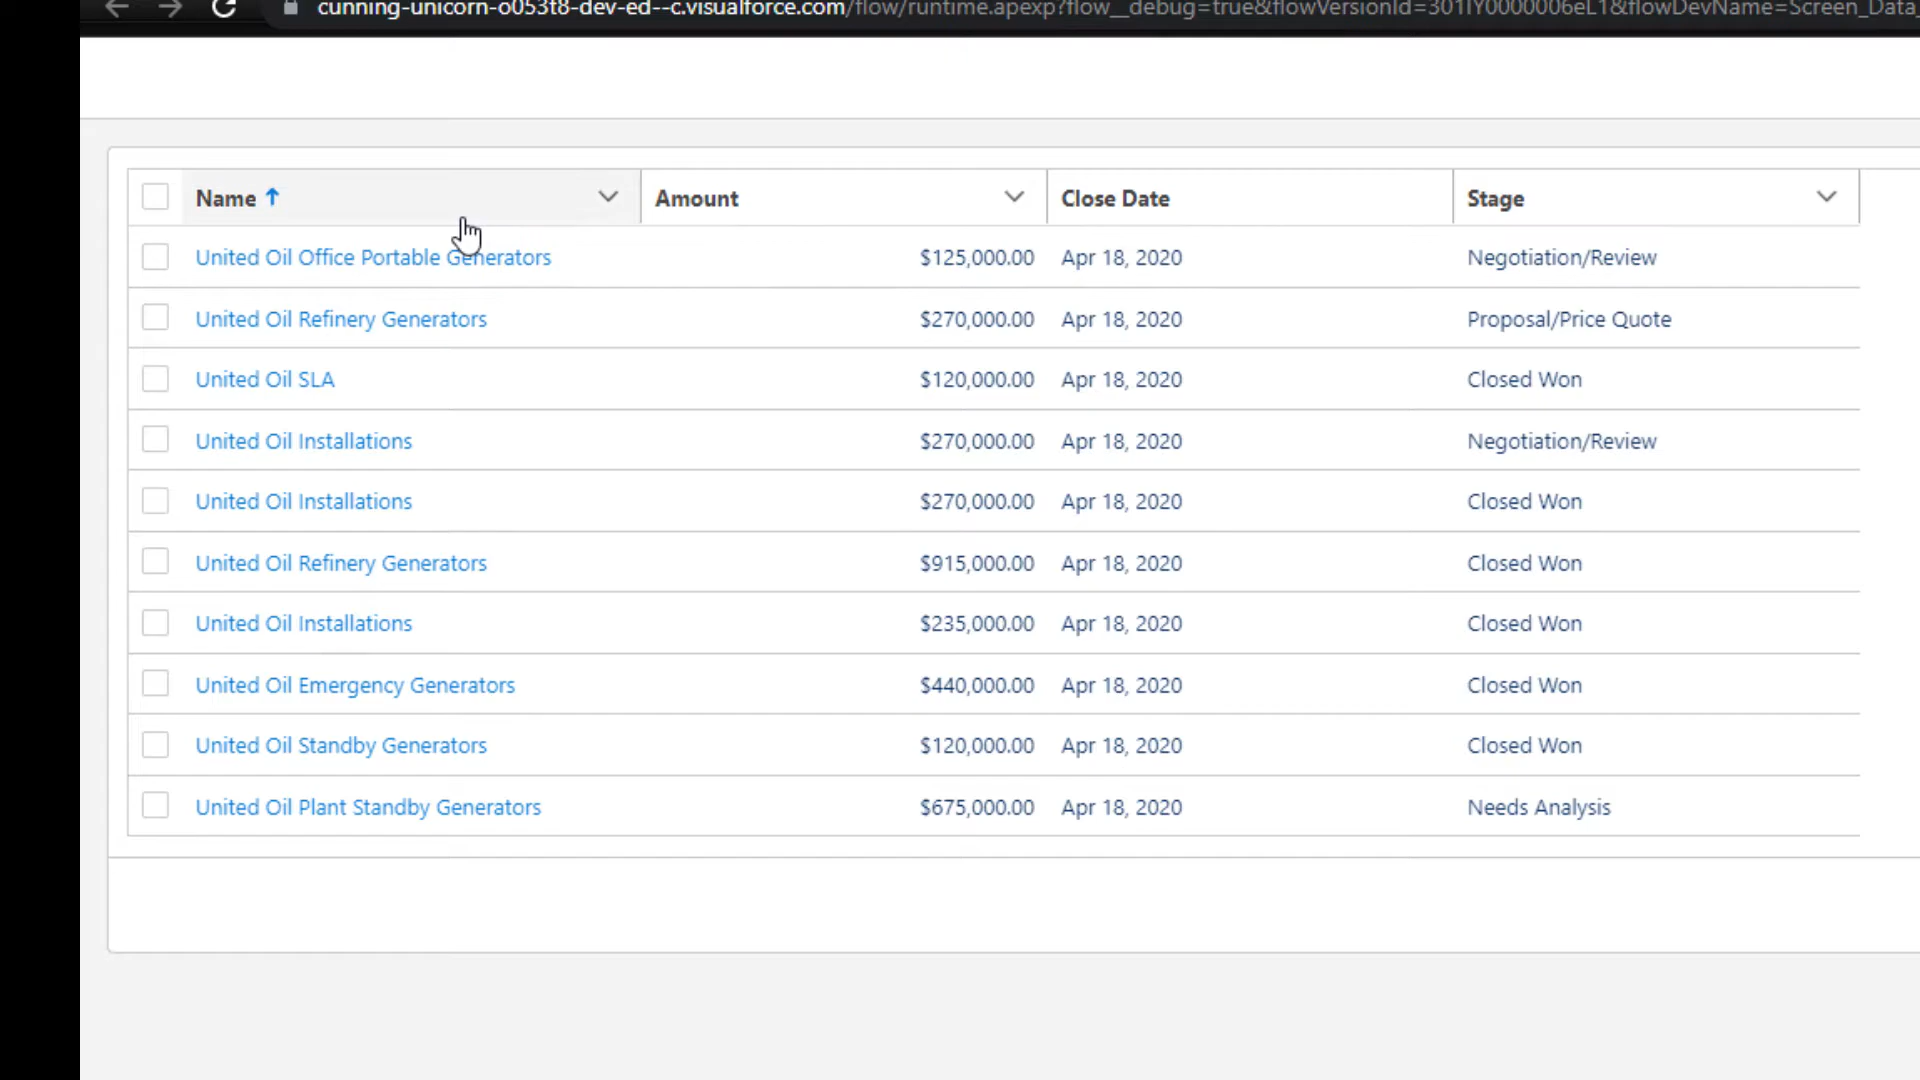 cunning-unicorn-o053t8-dev-ed--c.visualforce.com/flow/runtime.apexp?flow__debug=true&flowVersionId=301IY0000006eL1&flowDevName=Screen_Data_
Name Amount Close Date Stage
United Oil Office Portable Generators $125,000.00 Apr 18, 2020 Negotiation/Review
United Oil Refinery Generators $270,000.00 Apr 18, 2020 Proposal/Price Quote
United Oil SLA $120,000.00 Apr 18, 2020 Closed Won
United Oil Installations $270,000.00 Apr 18, 2020 Negotiation/Review
United Oil Installations $270,000.00 Apr 18, 2020 Closed Won
United Oil Refinery Generators $915,000.00 Apr 18, 2020 Closed Won
United Oil Installations $235,000.00 Apr 18, 2020 Closed Won
United Oil Emergency Generators $440,000.00 Apr 18, 2020 Closed Won
United Oil Standby Generators $120,000.00 Apr 18, 2020 Closed Won
United Oil Plant Standby Generators $675,000.00 Apr 18, 2020 Needs Analysis